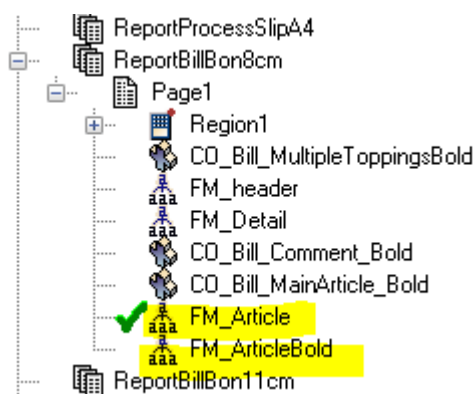 ReportProcessSlipA4
ReportBillBon8cm
Page1
Region1
CO_Bill_MultipleToppingsBold
FM_header
FM_Detail
CO_Bill_Comment_Bold
CO_Bill_MainArticle_Bold
FM_Article
FM_ArticleBold
ReportBillBon11cm